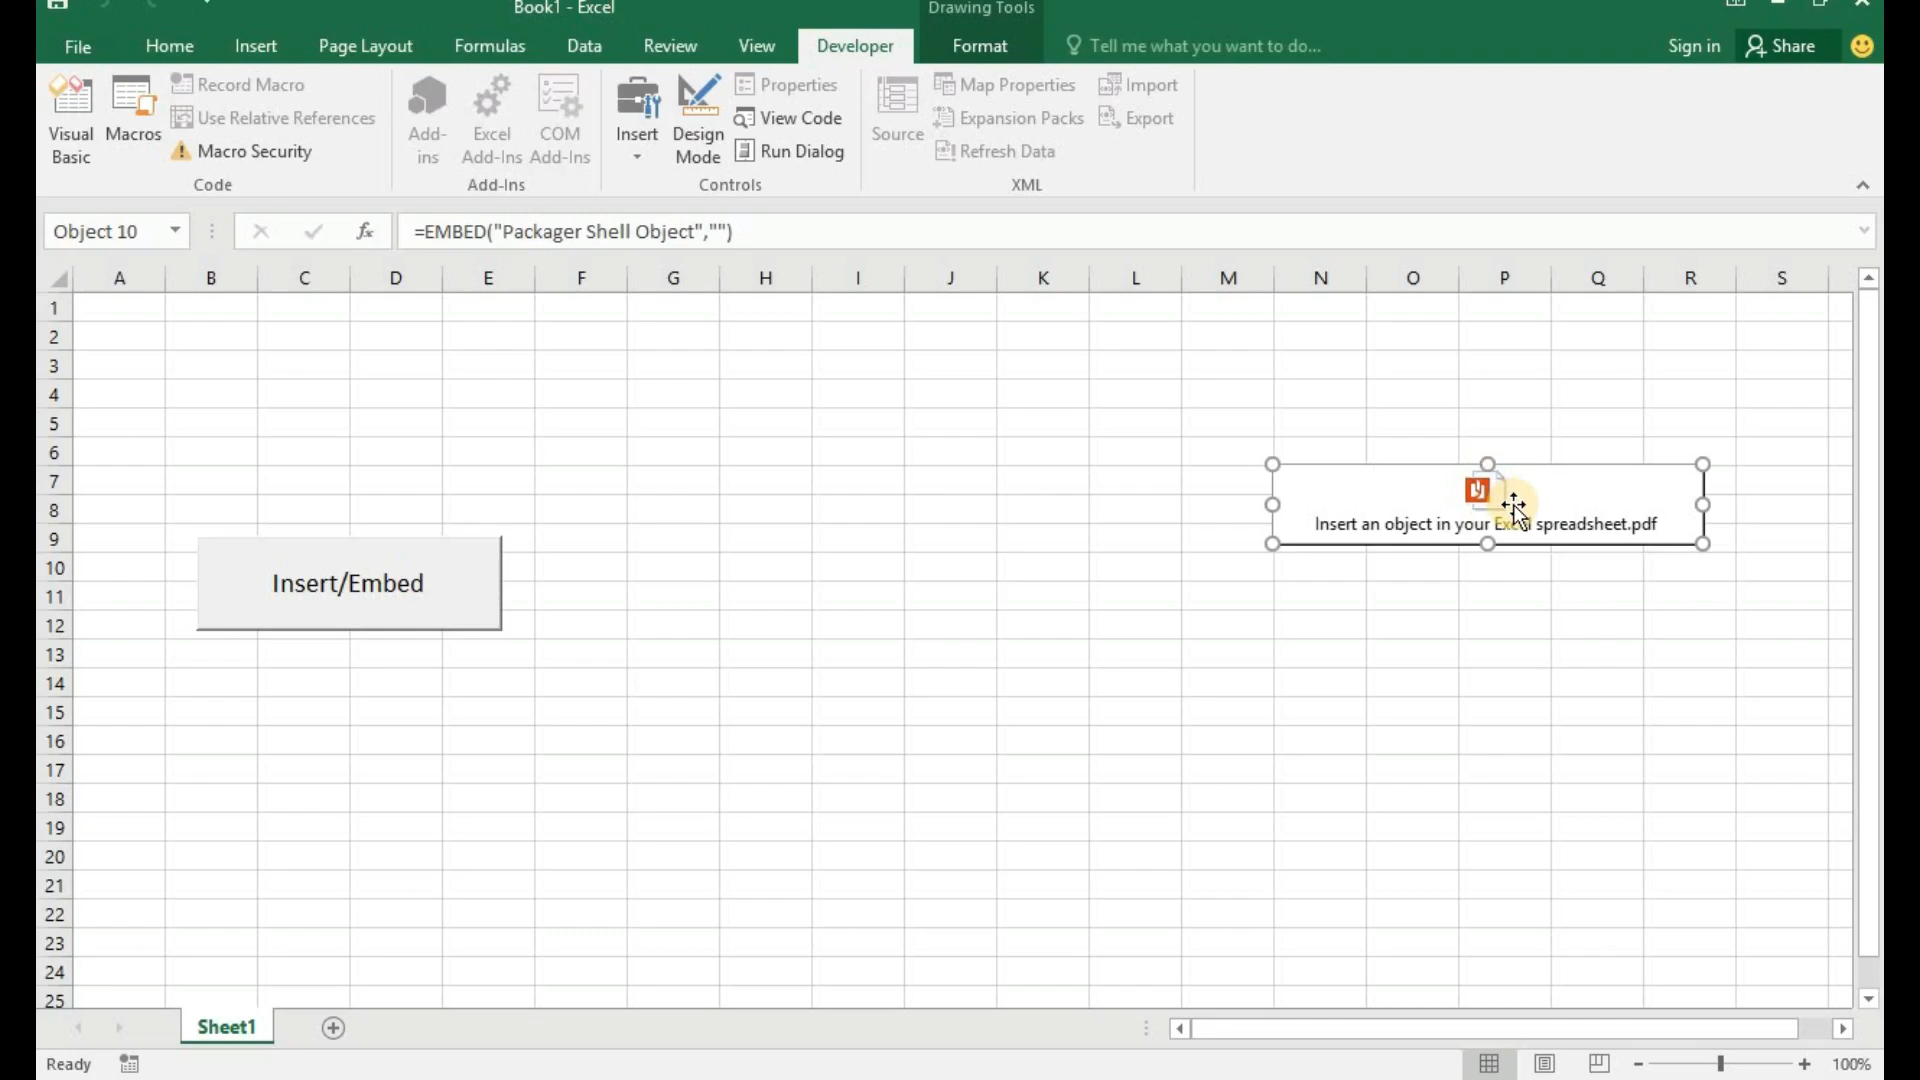 Book1 - Excel
Drawing Tools
File Home Insert Page Layout Formulas Data Review View Developer Format Tell me what you want to do... Sign in Share
Visual Basic
Macros
Record Macro
Use Relative References
Macro Security
Code
Add-ins
Excel Add-Ins
COM Add-Ins
Add-Ins
Insert
Design Mode
Properties
View Code
Run Dialog
Controls
Source
Map Properties
Expansion Packs
Refresh Data
Import
Export
XML
Object 10 fx =EMBED("Packager Shell Object","")
A B C D E F G H I J K L M N O P Q R S
1
2
3
4
5
6
7
8
9
10
11
12
13
14
15
16
17
18
19
20
21
22
23
24
25
Insert an object in your Excel spreadsheet.pdf
Insert/Embed
Sheet1
Ready
100%